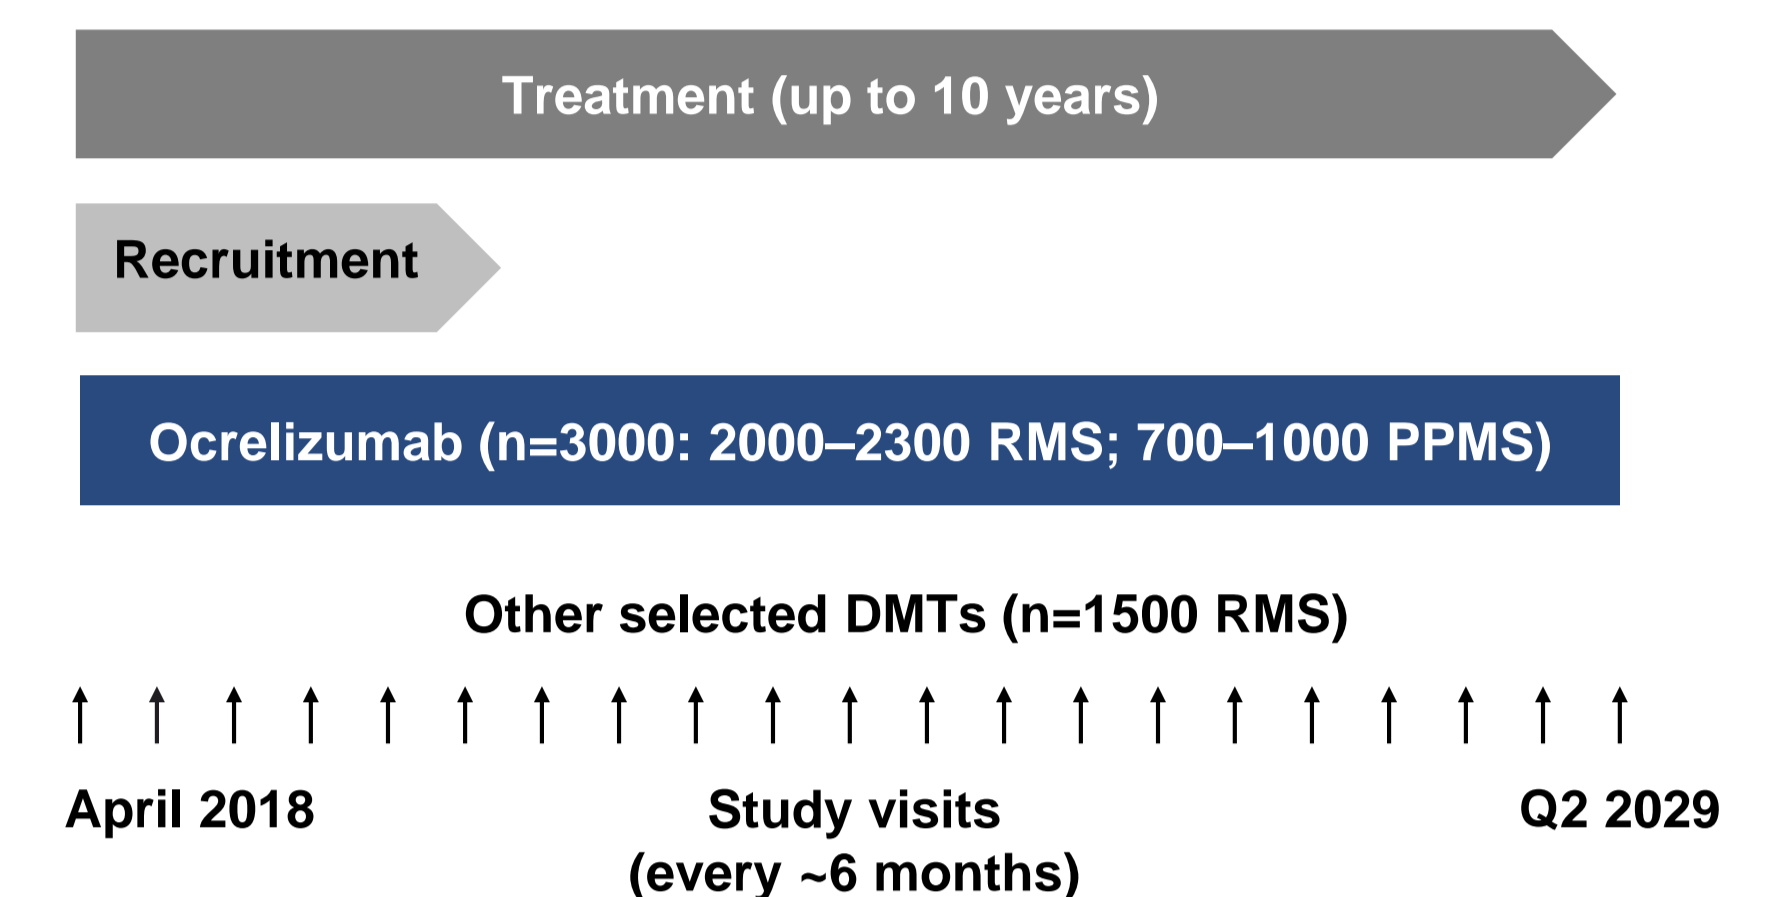 Treatment (up to 10 years)
Recruitment
Ocrelizumab (n=3000: 2000–2300 RMS; 700–1000 PPMS)
Other selected DMTs (n=1500 RMS)
April 2018
Study visits
(every ~6 months)
Q2 2029